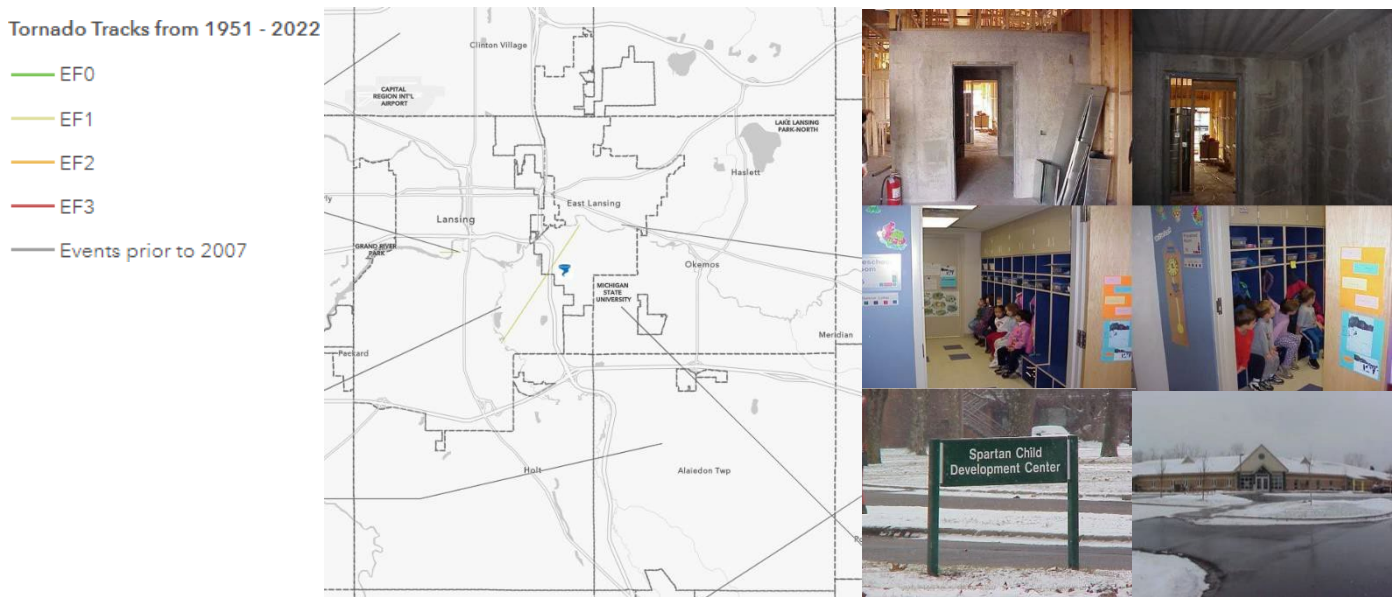 Tornado Tracks from 1951 - 2022
EF0
EF1
EF2
EF3
Events prior to 2007
Clinton Village
CAPITAL
REGION INT'L
AIRPORT
LAKE LANSING
PARK-NORTH
Haslett
East Lansing
Lansing
GRAND RIVER
PARK
Okemos
MICHIGAN
STATE
UNIVERSITY
Meridian
Packard
Holt
Alaiedon Twp
Spartan Child
Development Center